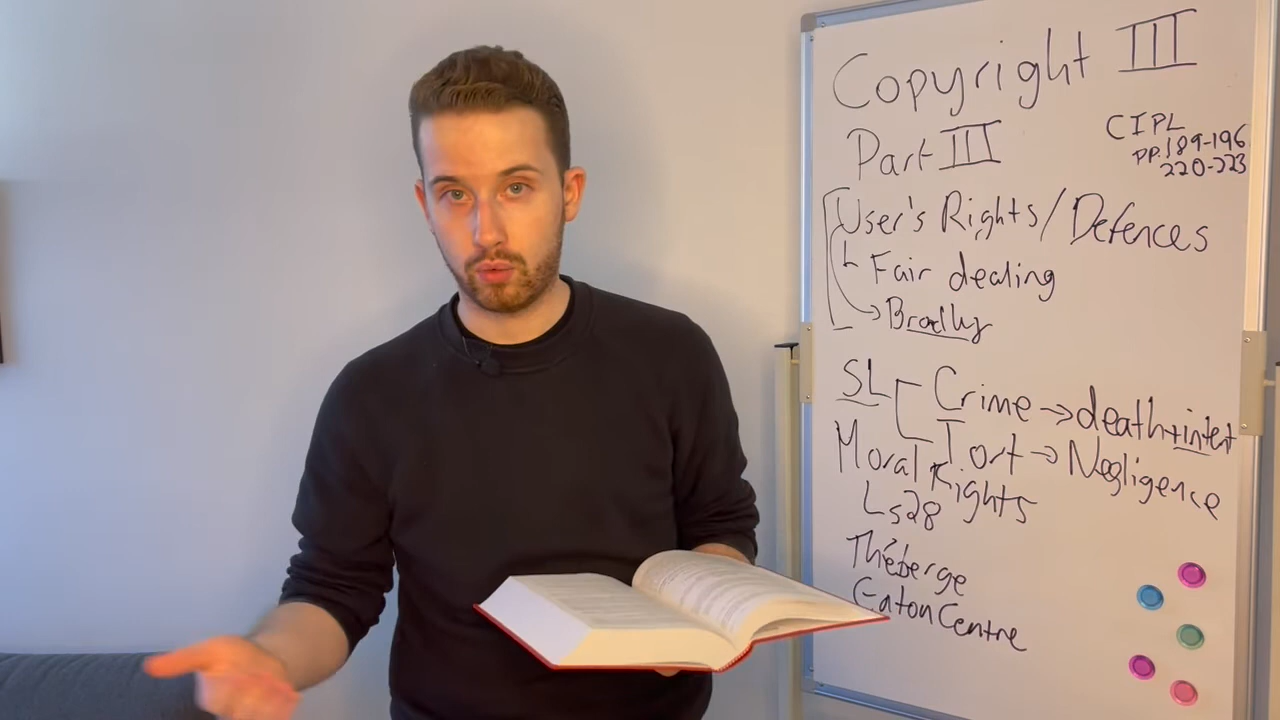 Copyright III
Part III
CIPL
pp.189-196
220-223
User's Rights/Defences
Fair dealing
→ Broadly
SL Crime → death+intent
Tort → Negligence
Moral Rights
s28
Théberge
Eaton Centre